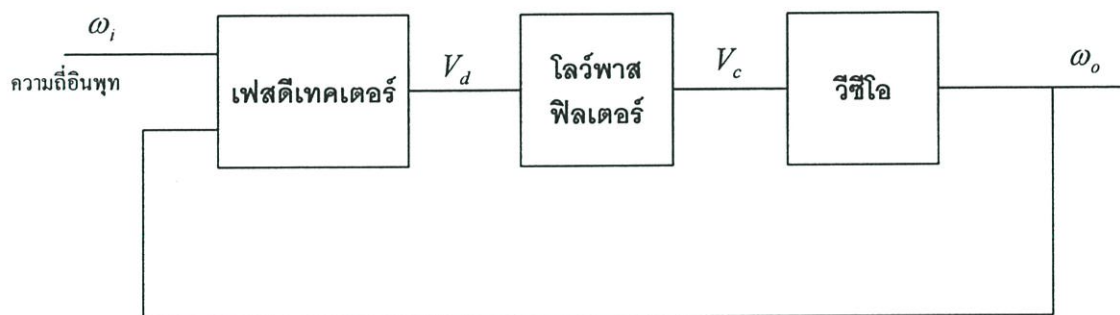 ωi
ความถี่อินพุท
เฟสดีเทคเตอร์
Vd
โลว์พาส
ฟิลเตอร์
Vc
วีซีโอ
ωo